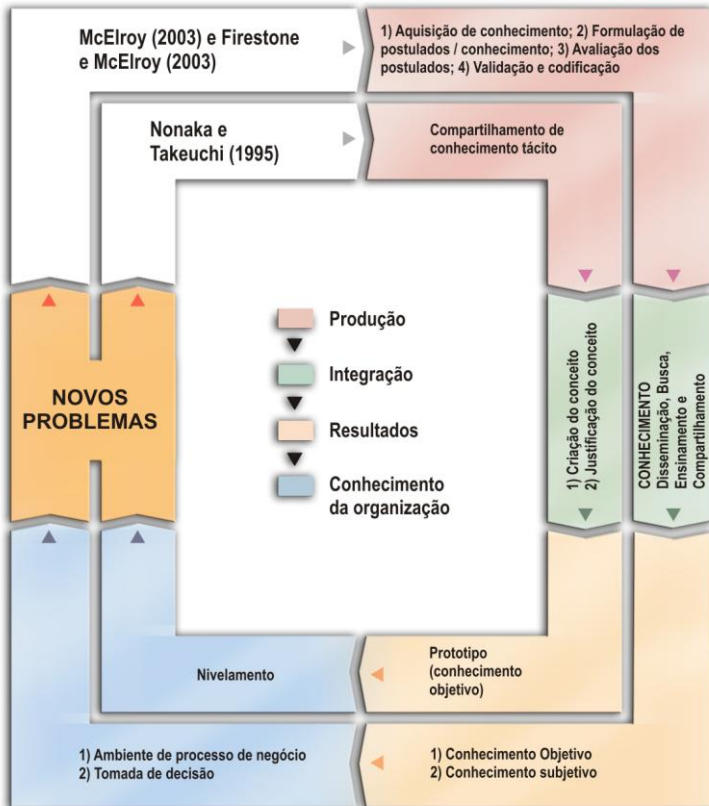 McElroy (2003) e Firestone
e McElroy (2003)
1) Aquisição de conhecimento; 2) Formulação de
postulados / conhecimento; 3) Avaliação dos
postulados; 4) Validação e codificação
Nonaka e
Takeuchi (1995)
Compartilhamento de
conhecimento tácito
NOVOS
PROBLEMAS
Produção
Integração
Resultados
Conhecimento
da organização
1) Criação do conceito
2) Justificação do conceito
CONHECIMENTO
Disseminação, Busca,
Ensinamento e
Compartilhamento
Nivelamento
Prototipo
(conhecimento
objetivo)
1) Ambiente de processo de negócio
2) Tomada de decisão
1) Conhecimento Objetivo
2) Conhecimento subjetivo